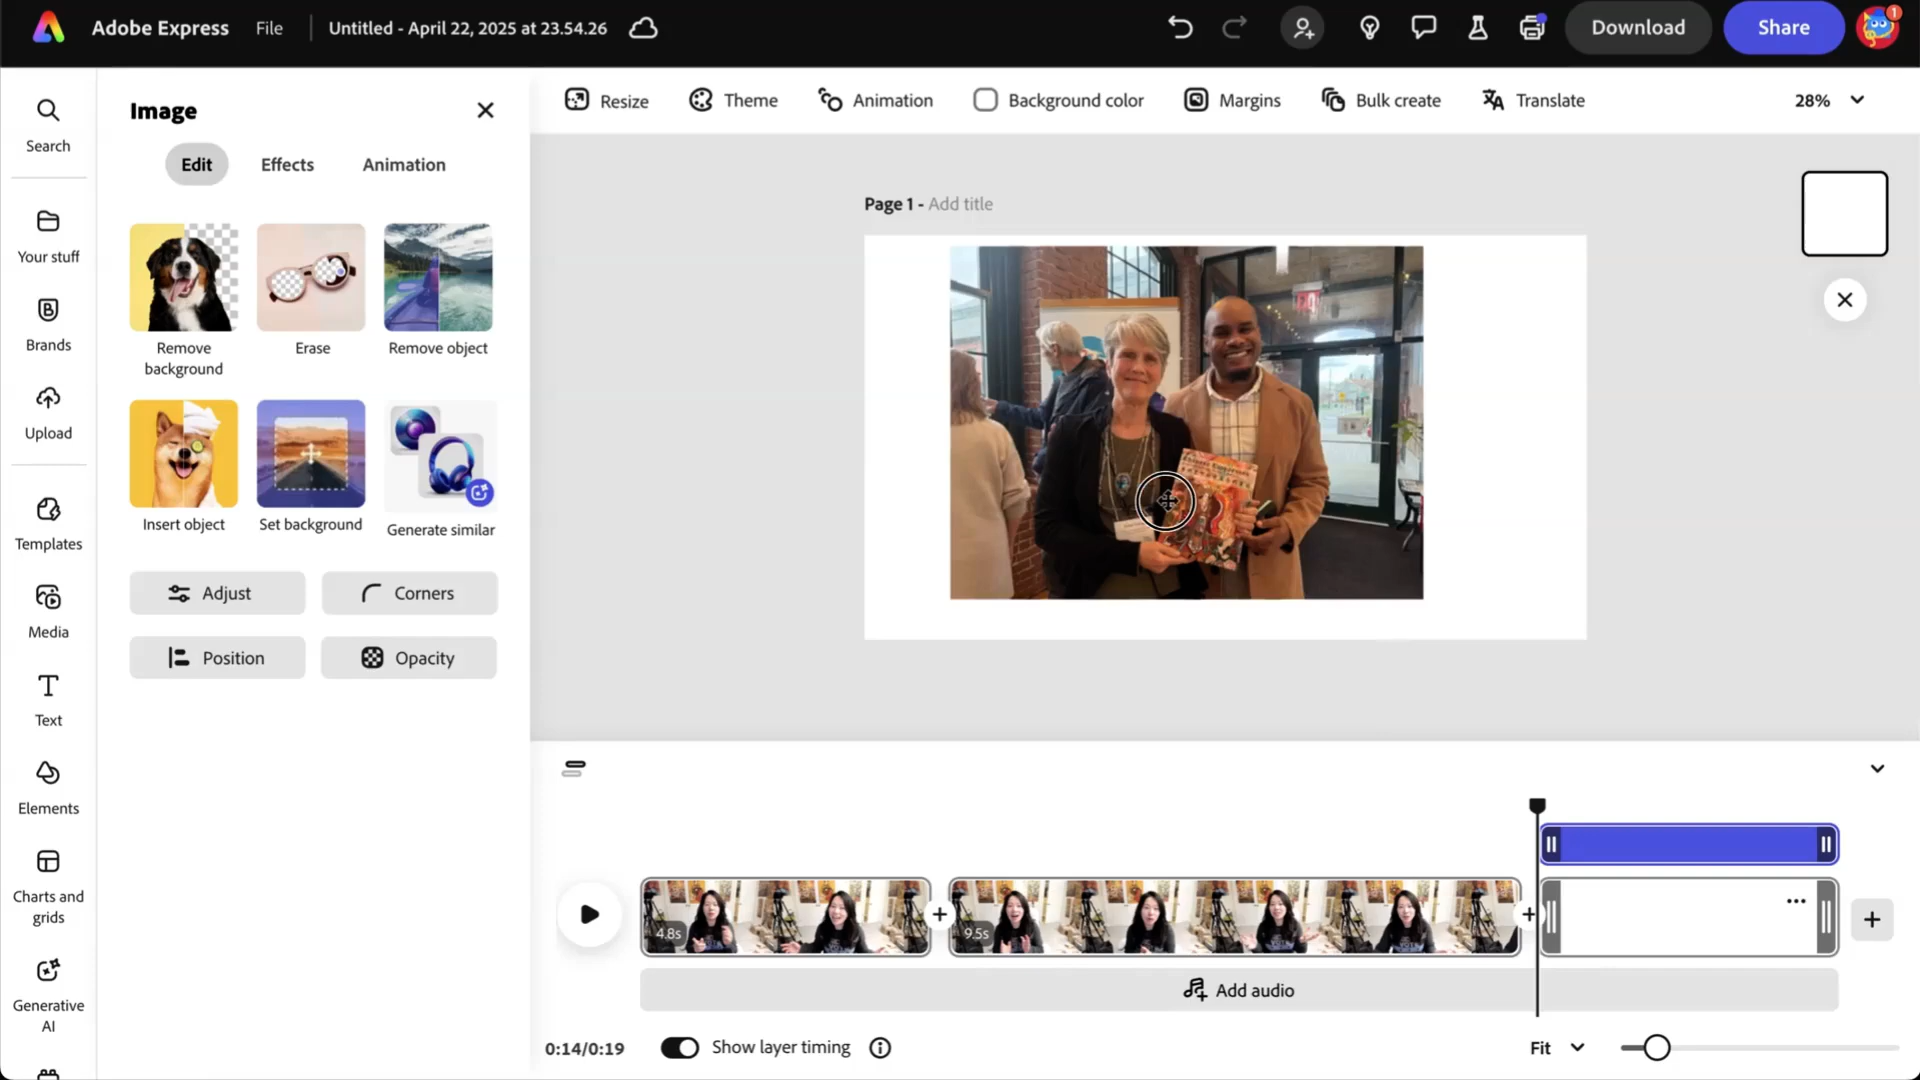 Adobe Express
File
Untitled - April 22, 2025 at 23.54.26
Download
Share
1
Search
Your stuff
Brands
Upload
Templates
Media
Text
Elements
Charts and
grids
Generative
AI
Image
Edit
Effects
Animation
Remove
background
Erase
Remove object
Insert object
Set background
Generate similar
Adjust
Corners
Position
Opacity
Resize
Theme
Animation
Background color
Margins
Bulk create
Translate
28%
Page 1 - Add title
4.8s
9.5s
Add audio
0:14/0:19
Show layer timing
Fit